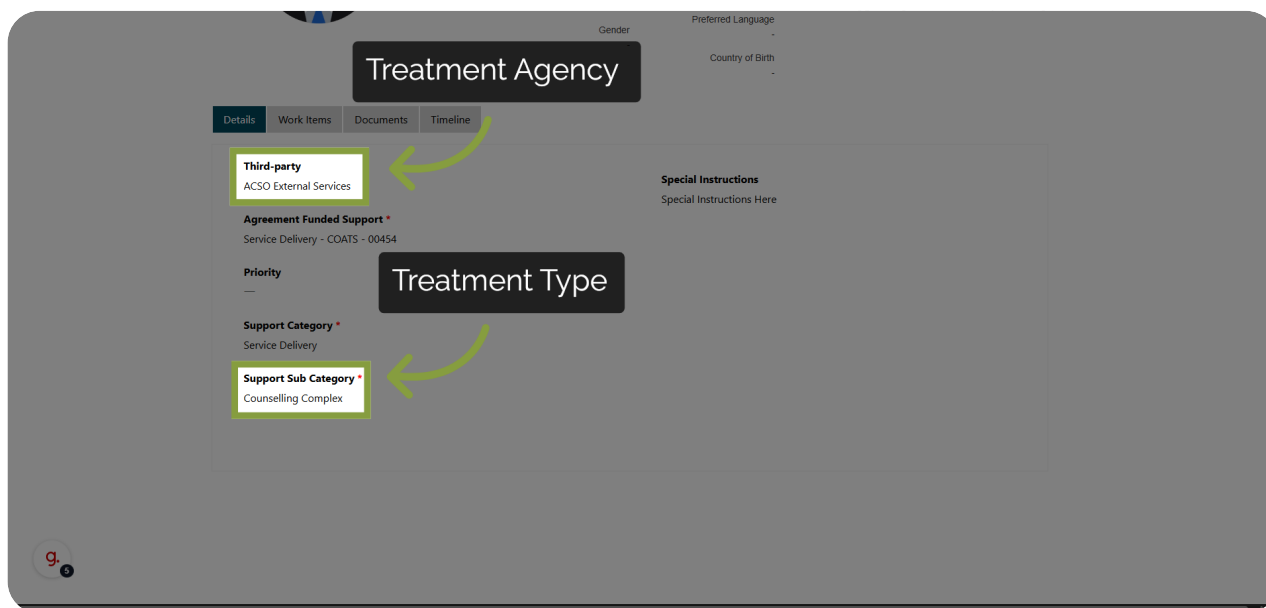 Preferred Language
-
Gender
-
Country of Birth
-
Treatment Agency
Details Work Items Documents Timeline
Third-party
ACSO External Services
Special Instructions
Special Instructions Here
Agreement Funded Support *
Service Delivery - COATS - 00454
Priority
—
Treatment Type
Support Category *
Service Delivery
Support Sub Category *
Counselling Complex
g.
5